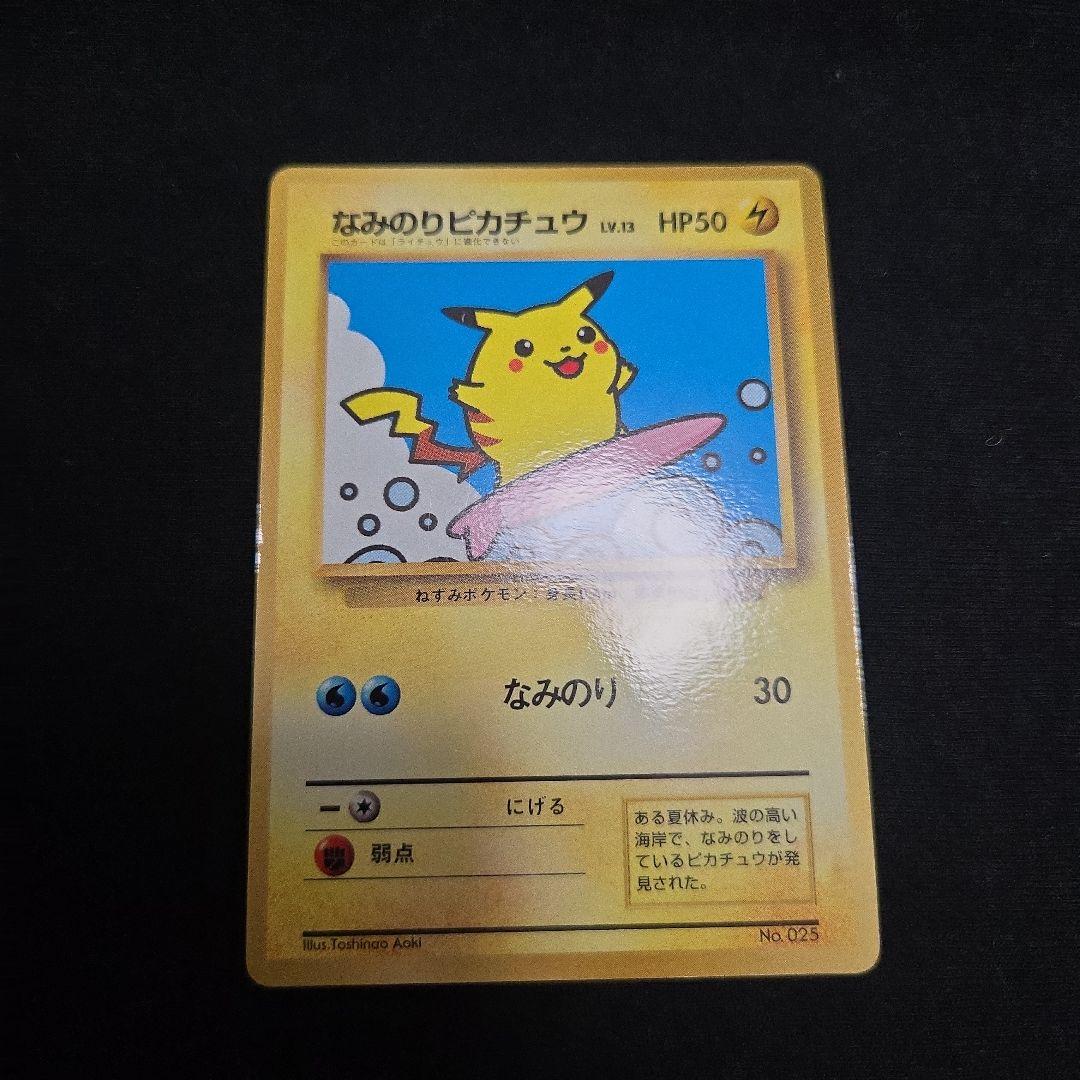 なみのりピカチュウ LV.13 HP50
このカードは「ライチュウ」に進化できない
ねずみポケモン:身長
なみのり 30
にげる
弱点
ある夏休み。波の高い
海岸で、なみのりをし
ているピカチュウが発
見された。
Illus.Toshinao Aoki
No. 025